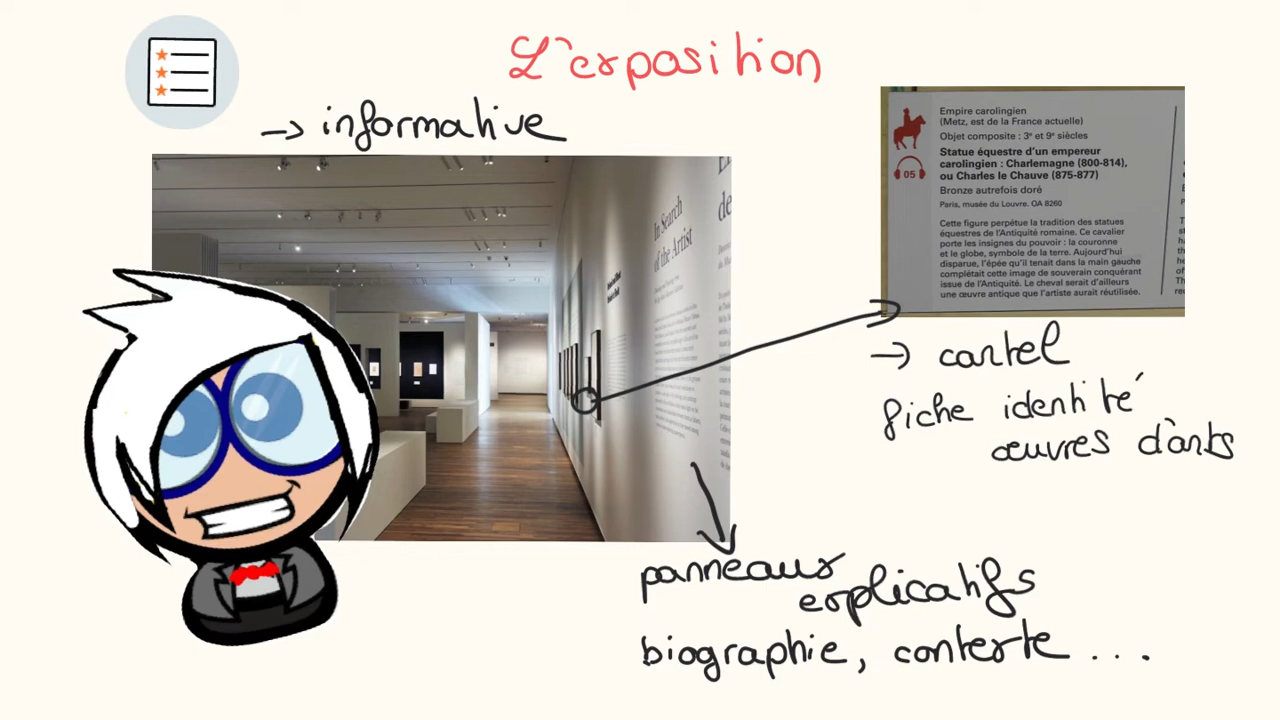 L'exposition
→ informative
In Search
of the Artist
Empire carolingien
(Metz, est de la France actuelle)
Objet composite : 3e et 9e siècles
Statue équestre d'un empereur
carolingien : Charlemagne (800-814),
ou Charles le Chauve (875-877)
05
Bronze autrefois doré
Paris, musée du Louvre. OA 8260
Cette figure perpétue la tradition des statues
équestres de l'Antiquité romaine. Ce cavalier
porte les insignes du pouvoir : la couronne
et le globe, symbole de la terre. Aujourd'hui
disparue, l'épée qu'il tenait dans la main gauche
complétait cette image de souverain conquérant
issue de l'Antiquité. Le cheval serait d'ailleurs
une œuvre antique que l'artiste aurait réutilisée.
→ cartel
fiche identité
œuvres d'arts
panneaux
explicatifs
biographie, contexte ...